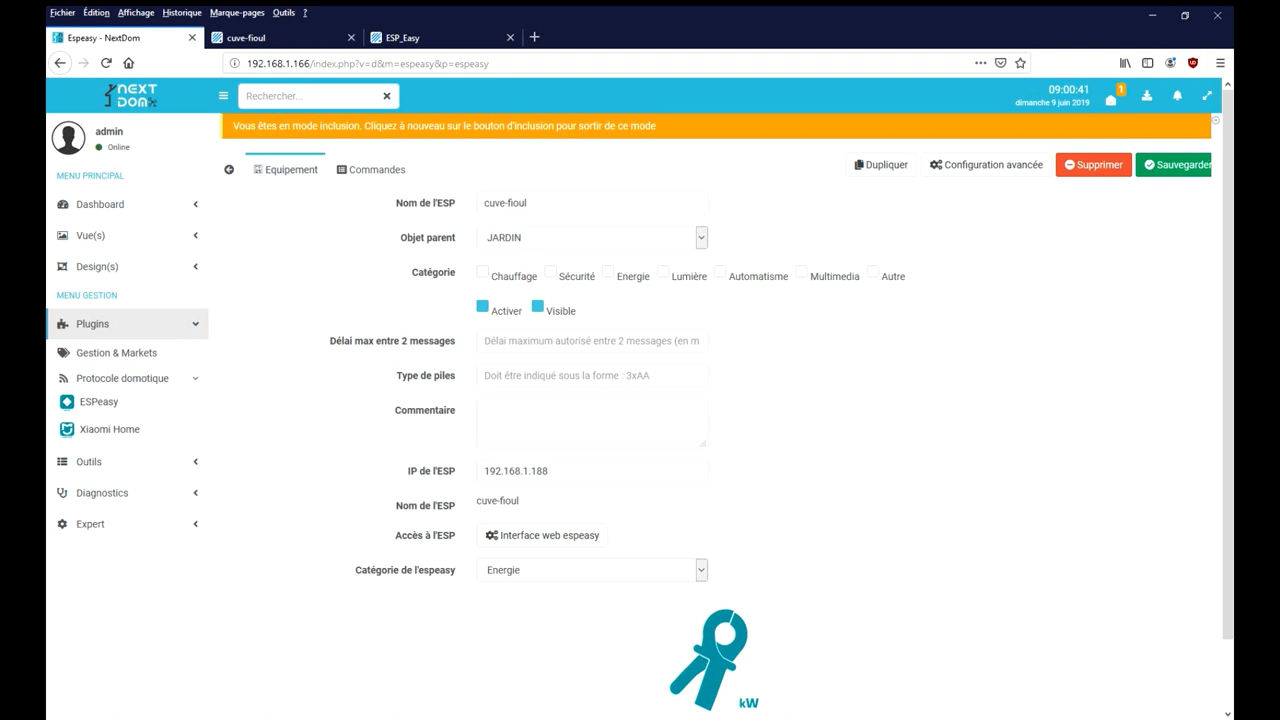 Fichier Édition Affichage Historique Marque-pages Outils ?
Espeasy - NextDom
cuve-fioul
ESP_Easy
192.168.1.166/index.php?v=d&m=espeasy&p=espeasy
NEXT
DOM
Rechercher...
09:00:41
dimanche 9 juin 2019
1
admin
Online
Vous êtes en mode inclusion. Cliquez à nouveau sur le bouton d'inclusion pour sortir de ce mode
MENU PRINCIPAL
Dashboard
Vue(s)
Design(s)
MENU GESTION
Plugins
Gestion & Markets
Protocole domotique
ESPeasy
Xiaomi Home
Outils
Diagnostics
Expert
Equipement
Commandes
Dupliquer
Configuration avancée
Supprimer
Sauvegarder
Nom de l'ESP cuve-fioul
Objet parent JARDIN
Catégorie Chauffage Sécurité Energie Lumière Automatisme Multimedia Autre
Activer Visible
Délai max entre 2 messages Délai maximum autorisé entre 2 messages (en m
Type de piles Doit être indiqué sous la forme : 3xAA
Commentaire
IP de l'ESP 192.168.1.188
Nom de l'ESP cuve-fioul
Accès à l'ESP Interface web espeasy
Catégorie de l'espeasy Energie
kW